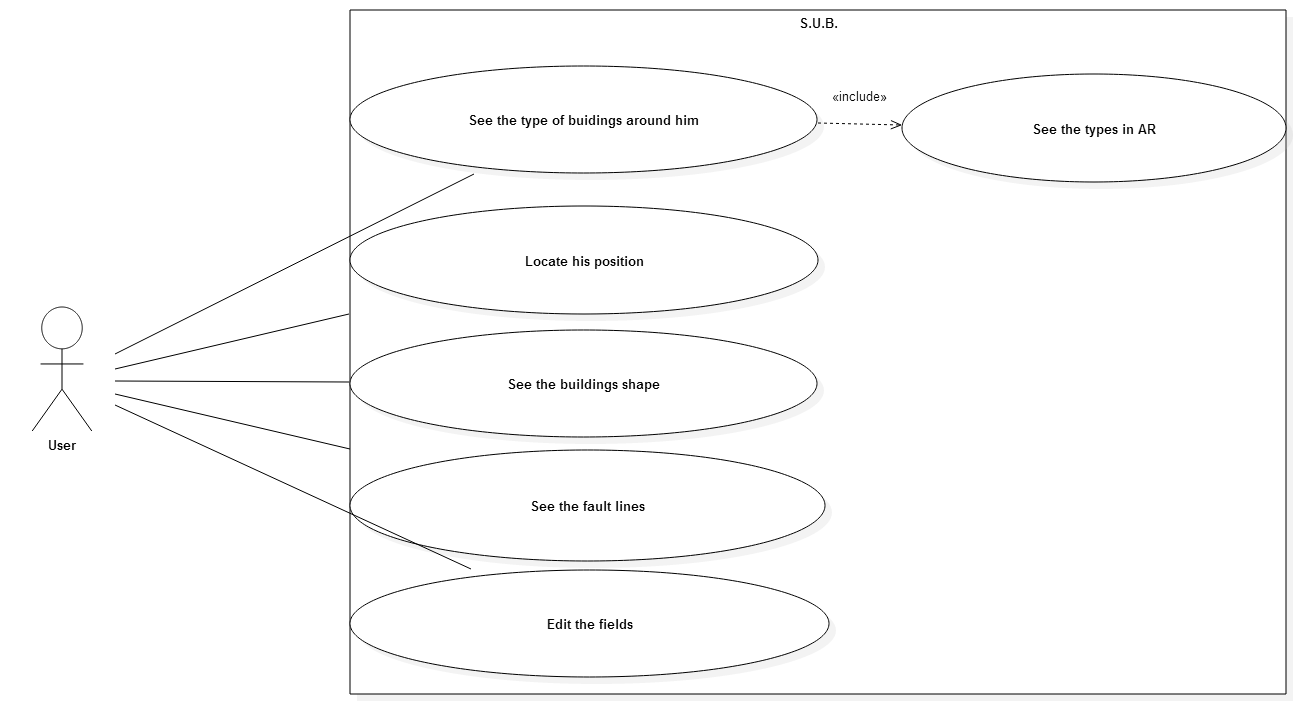 S.U.B.
See the type of buidings around him
«include»
See the types in AR
Locate his position
See the buildings shape
User
See the fault lines
Edit the fields